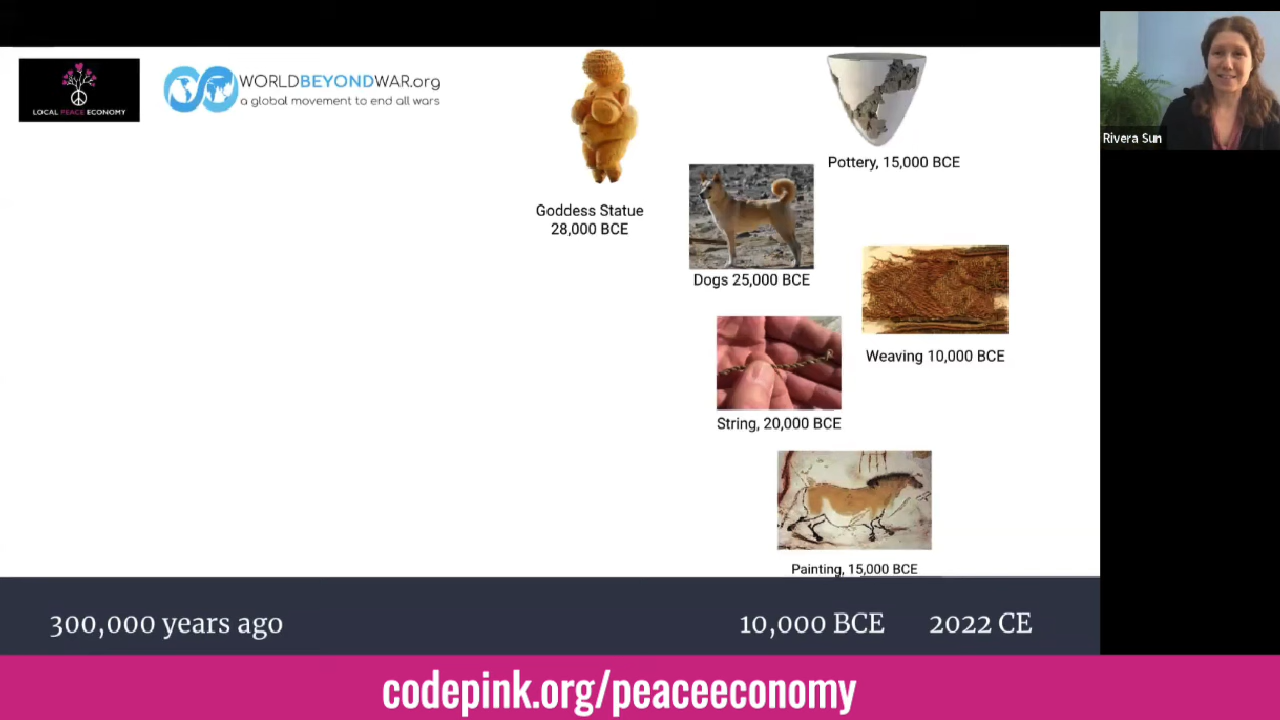 LOCAL PEACE ECONOMY
WORLDBEYONDWAR.org
a global movement to end all wars
Goddess Statue
28,000 BCE
Pottery, 15,000 BCE
Rivera Sun
Dogs 25,000 BCE
Weaving 10,000 BCE
String, 20,000 BCE
Painting, 15,000 BCE
300,000 years ago
10,000 BCE
2022 CE
codepink.org/peaceeconomy